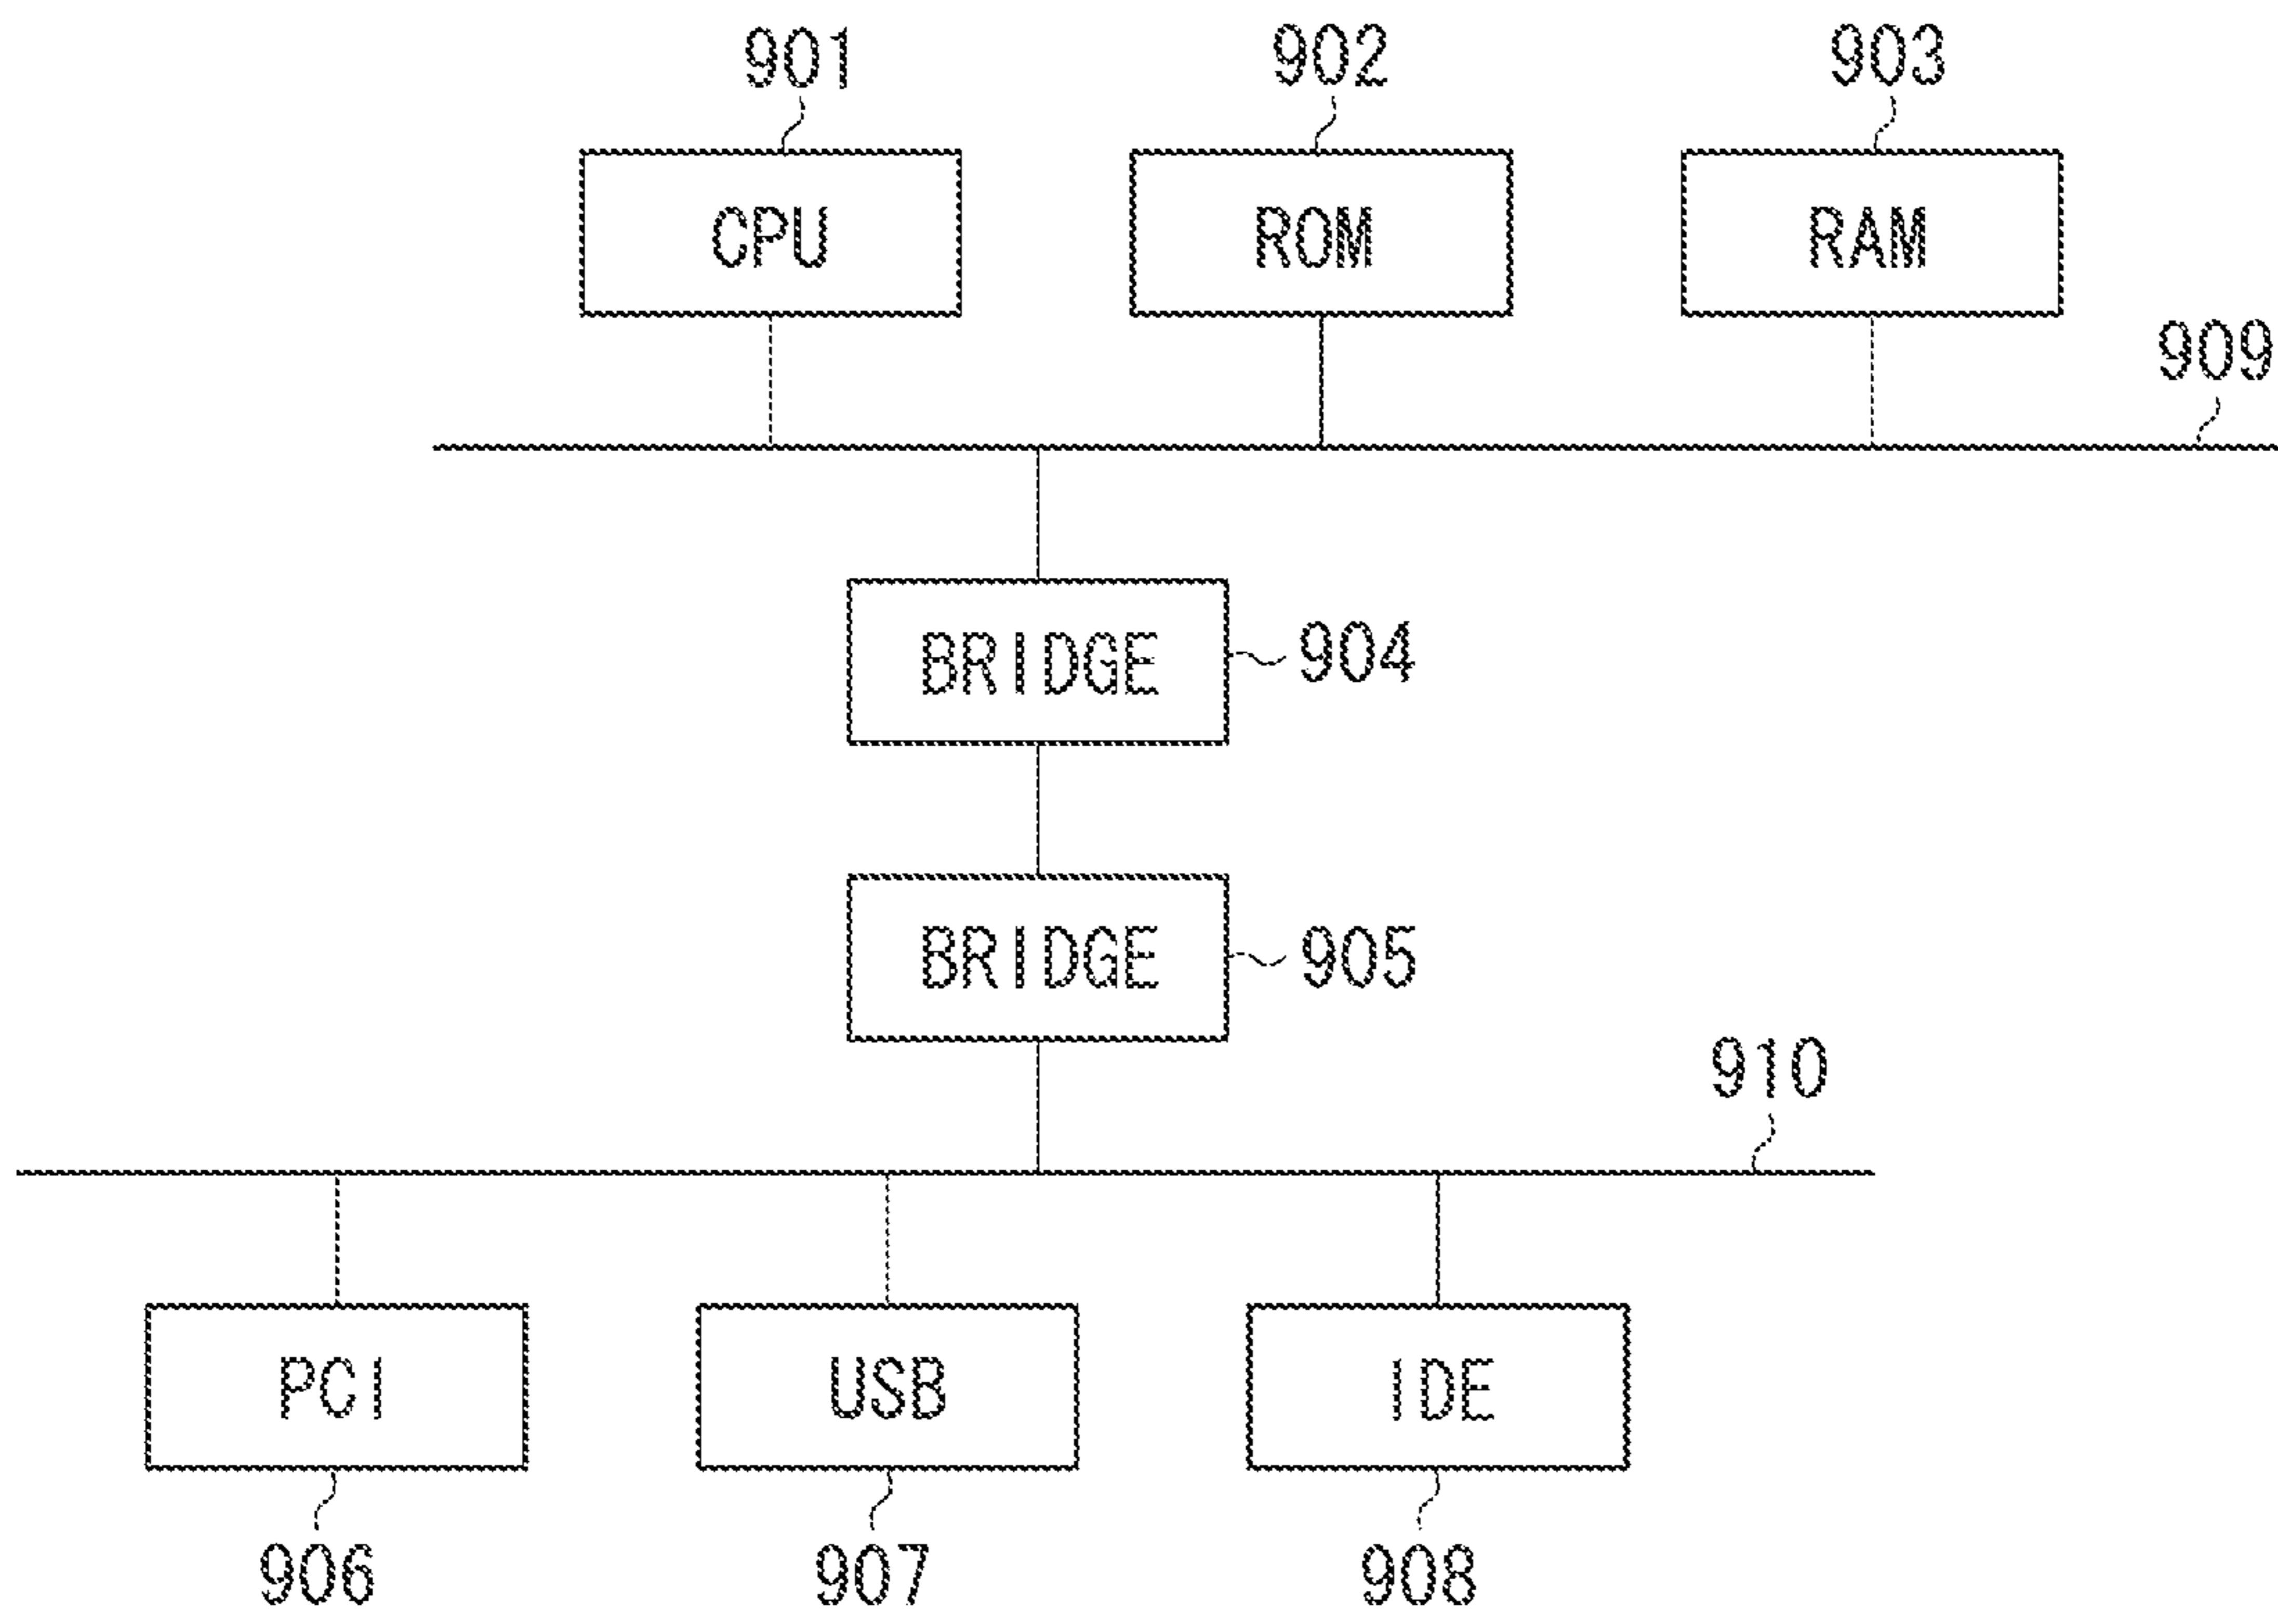 901 902 903
CPU ROM RAM
909
BRIDGE 904
BRIDGE 905
910
PCI USB IDE
906 907 908